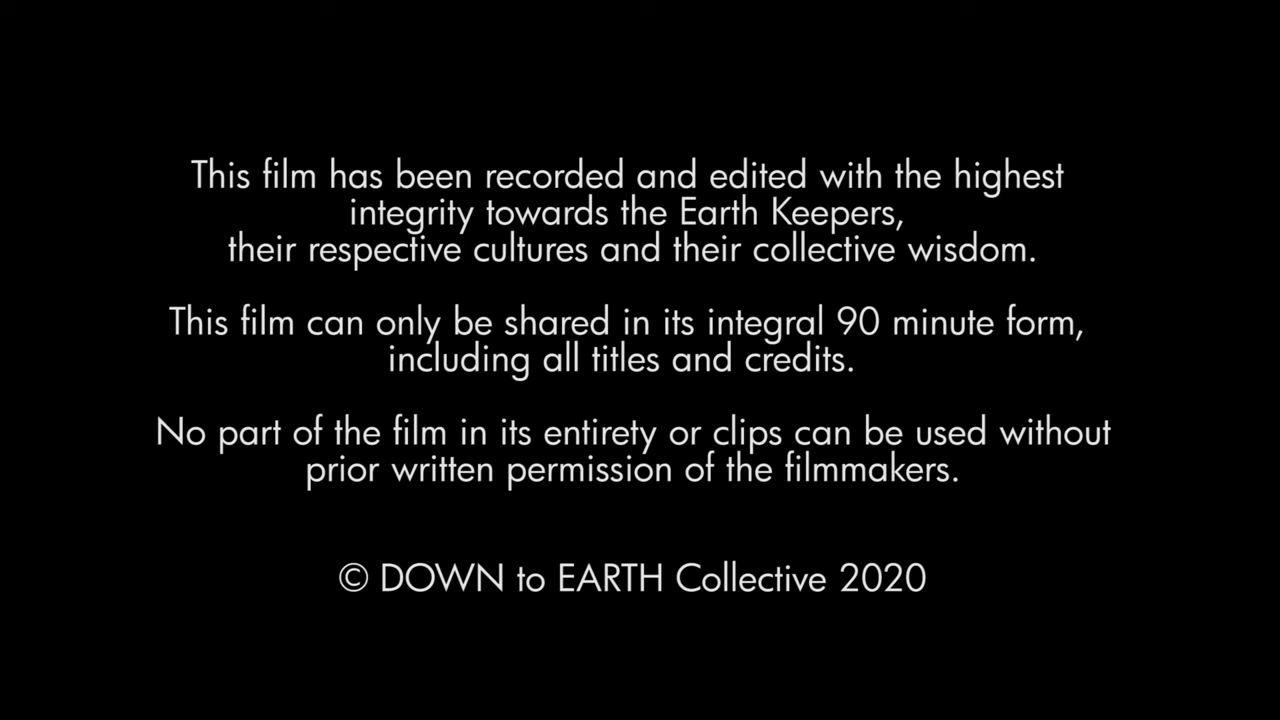 This film has been recorded and edited with the highest
integrity towards the Earth Keepers,
their respective cultures and their collective wisdom.
This film can only be shared in its integral 90 minute form,
including all titles and credits.
No part of the film in its entirety or clips can be used without
prior written permission of the filmmakers.
© DOWN to EARTH Collective 2020